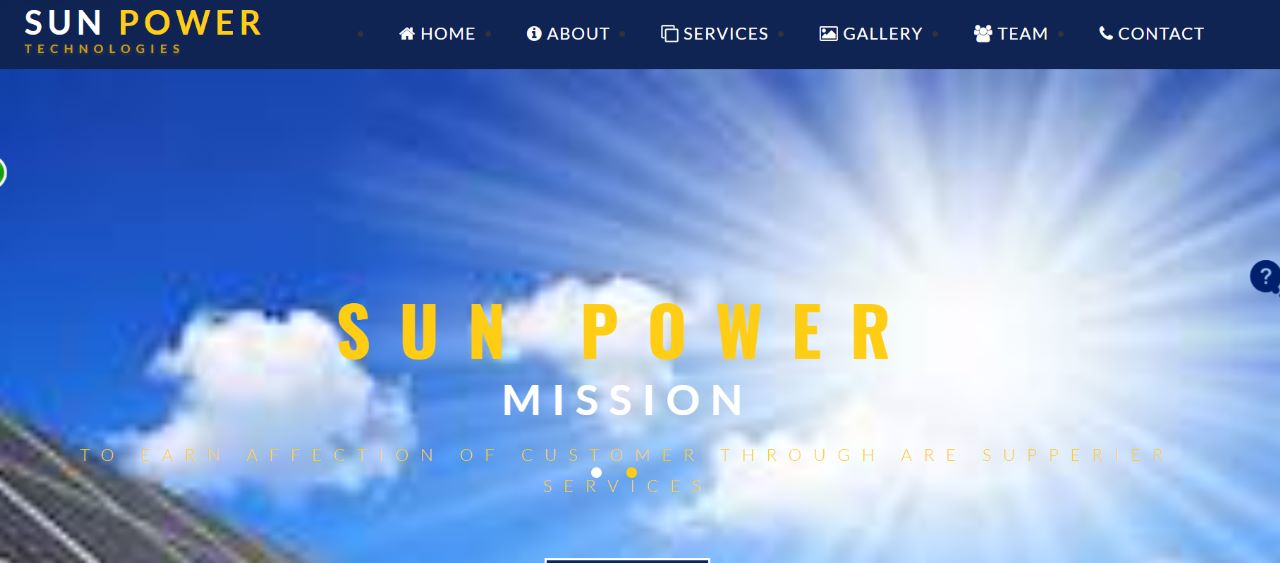 SUN POWER
TECHNOLOGIES
HOME ABOUT SERVICES GALLERY TEAM CONTACT
?
SUN POWER
MISSION
TO EARN AFFECTION OF CUSTOMER THROUGH ARE SUPPERIER
SERVICES